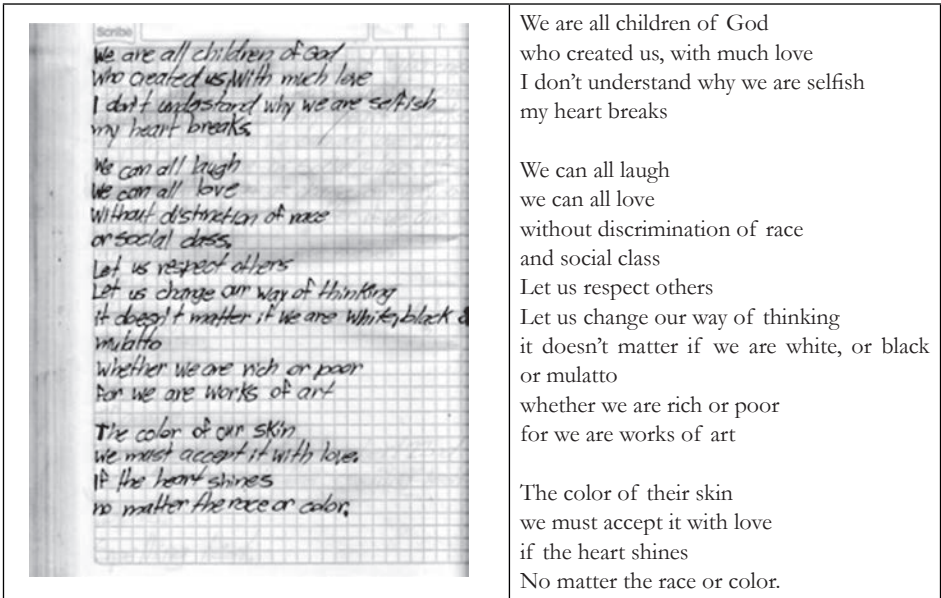 Scribe
We are all children of God
who created us, with much love
I don't understand why we are selfish
my heart breaks.
We can all laugh
We can all love
without distinction of race
or social class.
Let us respect others
Let us change our way of thinking
it doesn't matter if we are white, black &
mulatto
whether we are rich or poor
For we are works of art
The color of our skin
we must accept it with love.
If the heart shines
no matter the race or color.
We are all children of God
who created us, with much love
I don't understand why we are selfish
my heart breaks
We can all laugh
we can all love
without discrimination of race
and social class
Let us respect others
Let us change our way of thinking
it doesn't matter if we are white, or black
or mulatto
whether we are rich or poor
for we are works of art
The color of their skin
we must accept it with love
if the heart shines
No matter the race or color.